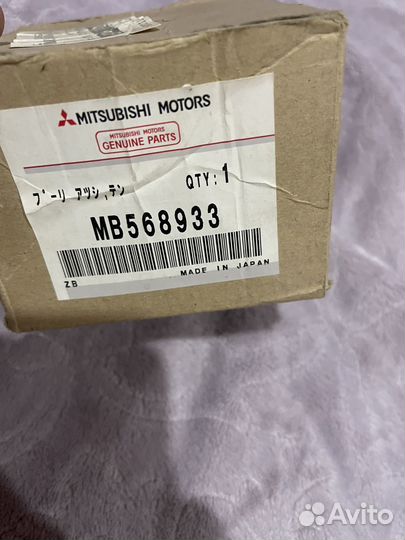 MITSUBISHI MOTORS
MITSUBISHI MOTORS
GENUINE PARTS
プーリ アツシ,テン
QTY: 1
MB568933
MADE IN JAPAN
ZB
Avito